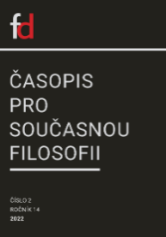 fd
ČASOPIS
PRO
SOUČASNOU
FILOSOFII
ČÍSLO 2
ROČNÍK 14
2022